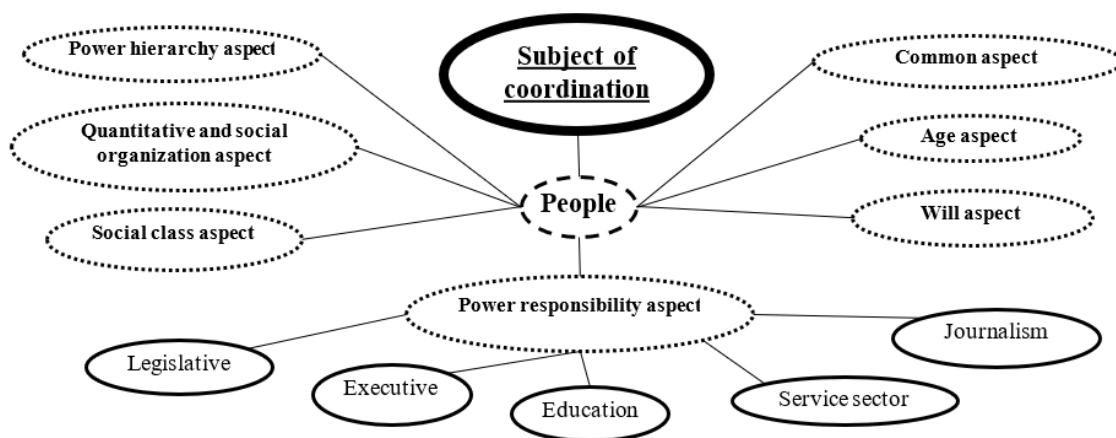 Power hierarchy aspect
Subject of
coordination
Common aspect
Quantitative and social
organization aspect
Age aspect
People
Social class aspect
Will aspect
Power responsibility aspect
Legislative
Executive
Education
Service sector
Journalism